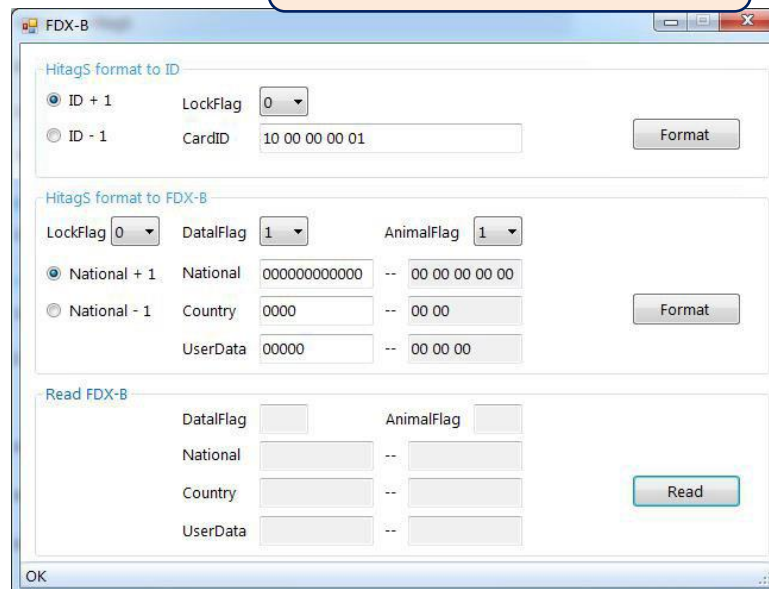 FDX-B
HitagS format to ID
ID + 1 LockFlag 0
ID - 1 CardID 10 00 00 00 01 Format
HitagS format to FDX-B
LockFlag 0 DatalFlag 1 AnimalFlag 1
National + 1 National 000000000000 -- 00 00 00 00 00
National - 1 Country 0000 -- 00 00 Format
UserData 00000 -- 00 00 00
Read FDX-B
DatalFlag AnimalFlag
National --
Country -- Read
UserData --
OK